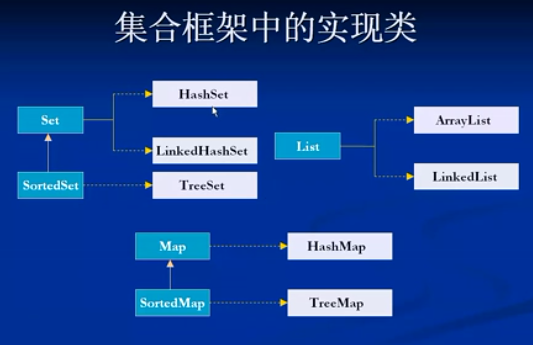 集合框架中的实现类
Set
HashSet
LinkedHashSet
SortedSet
TreeSet
List
ArrayList
LinkedList
Map
HashMap
SortedMap
TreeMap